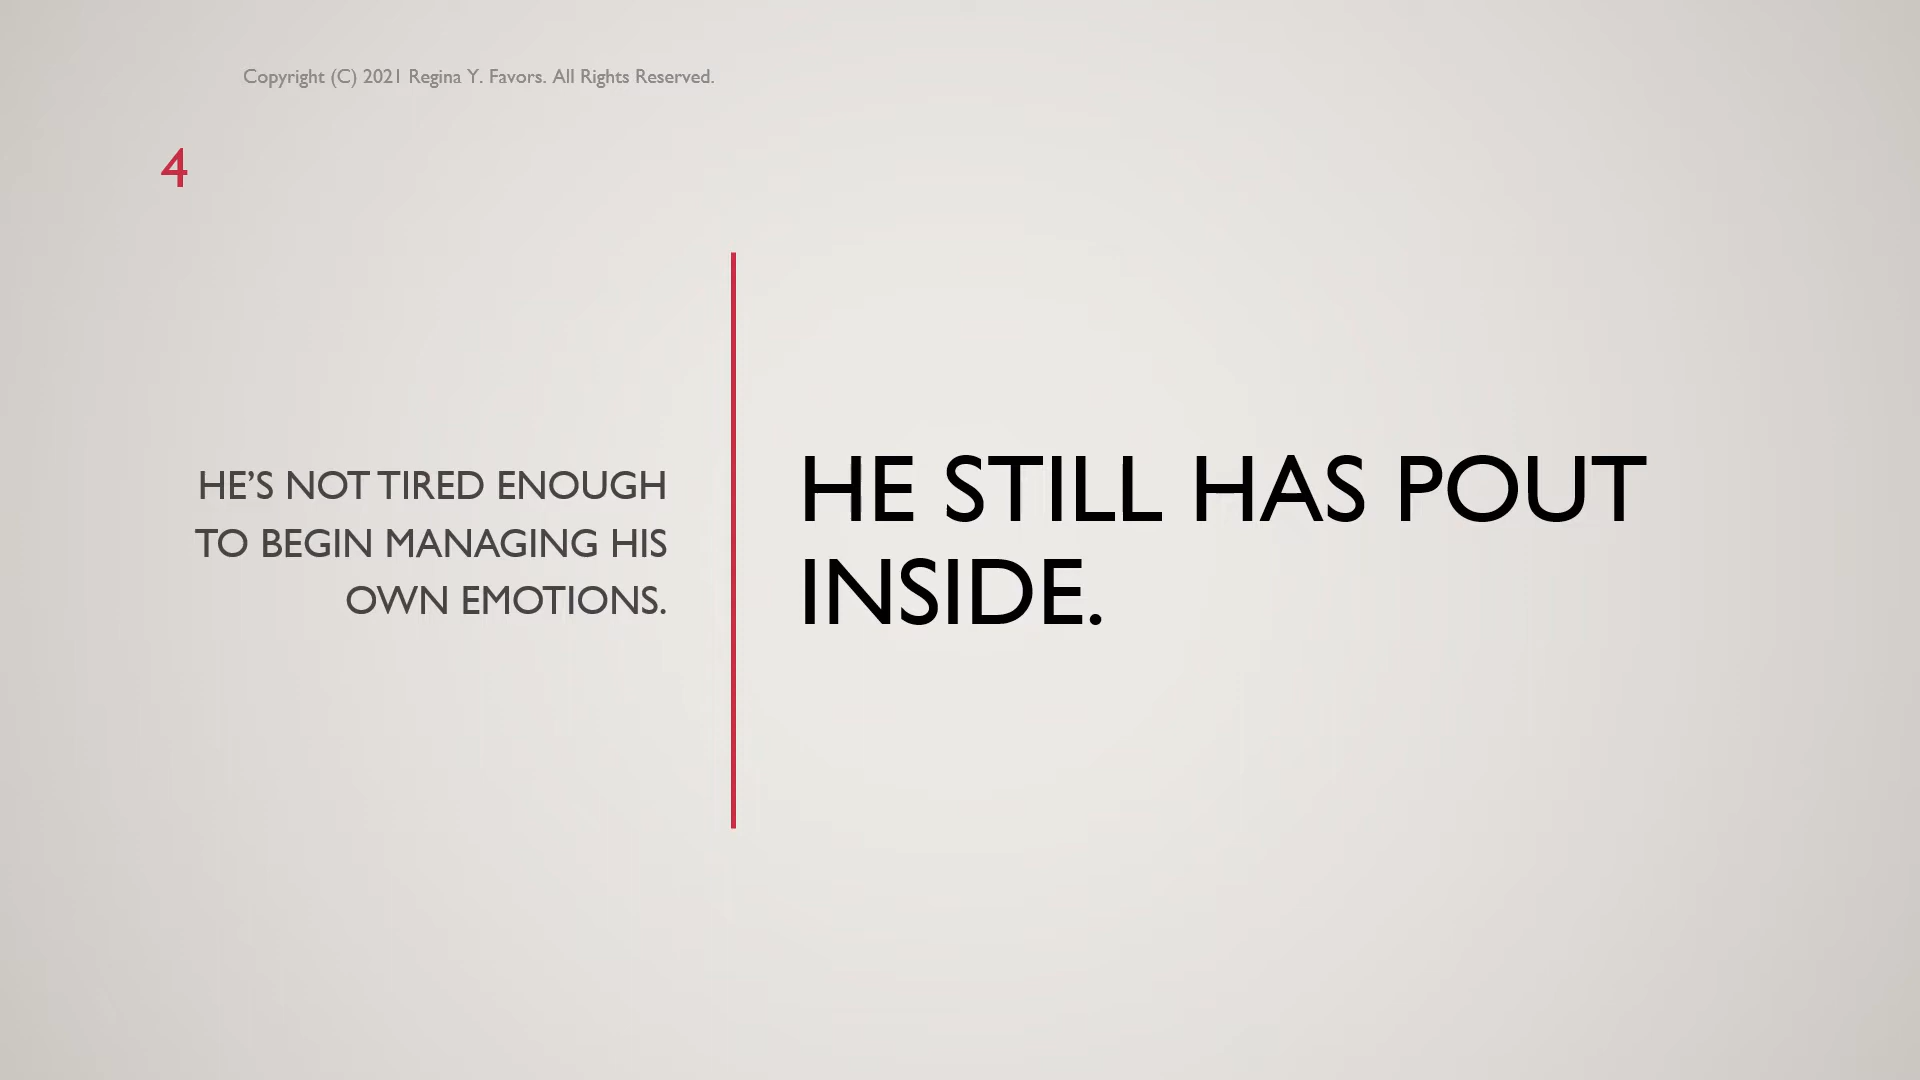 Copyright (C) 2021 Regina Y. Favors. All Rights Reserved.
4
HE’S NOT TIRED ENOUGH
TO BEGIN MANAGING HIS
OWN EMOTIONS.
HE STILL HAS POUT
INSIDE.